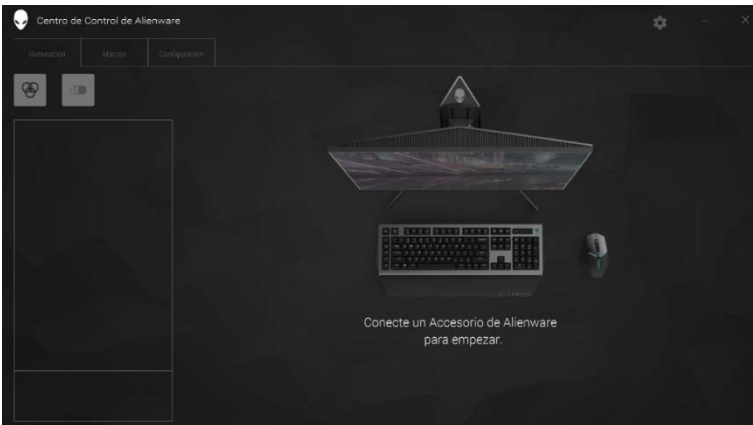 Centro de Control de Alienware
Iluminación
Macros
Configuración
Conecte un Accesorio de Alienware
para empezar.